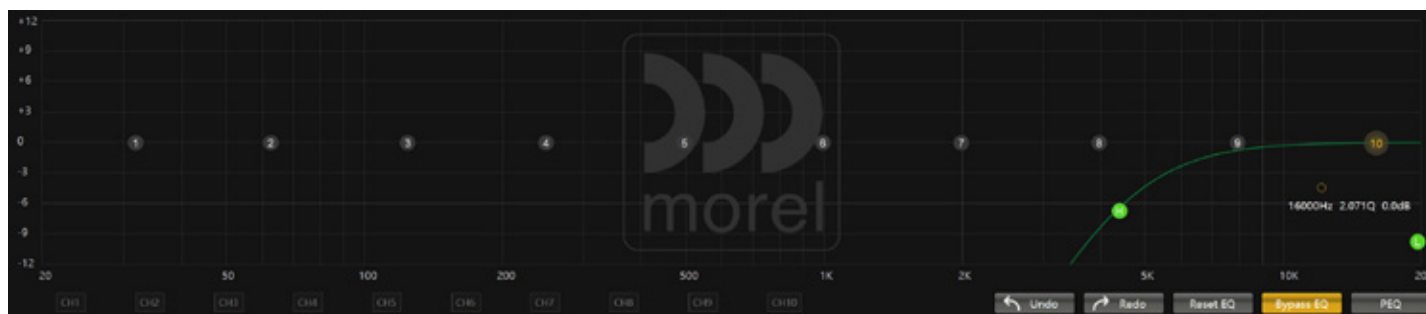 +12
+9
+6
+3
0
-3
-6
-9
-12
1 2 3 4 5 6 7 8 9 10
morel
H
16000Hz 2.071Q 0.0dB
L
20 50 100 200 500 1K 2K 5K 10K 20
CH1 CH2 CH3 CH4 CH5 CH6 CH7 CH8 CH9 CH10 Undo Redo Reset EQ Bypass EQ PEQ